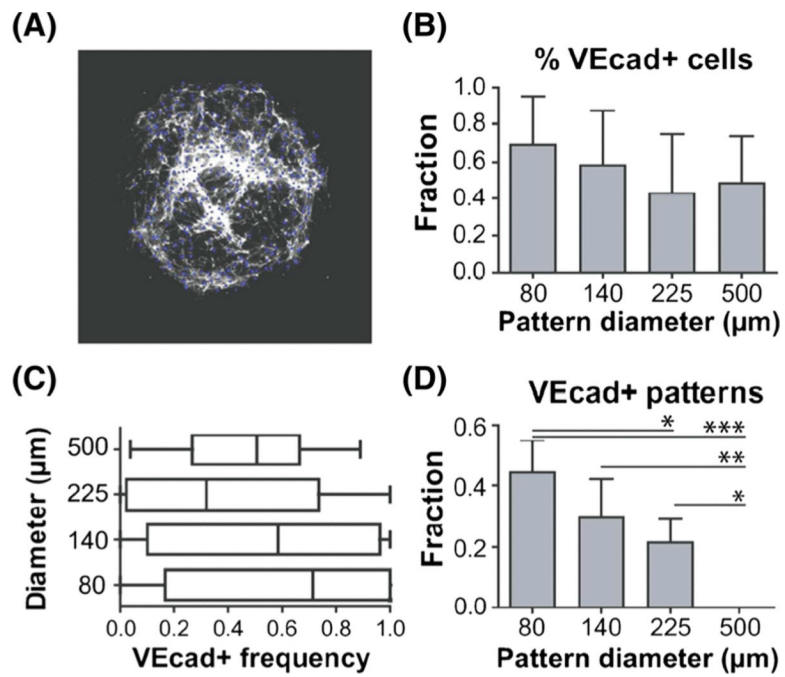 (A)
(B)
% VEcad+ cells
Fraction
1.0
0.8
0.6
0.4
0.2
0.0
80 140 225 500
Pattern diameter (µm)
(C)
Diameter (µm)
500
225
140
80
0.0 0.2 0.4 0.6 0.8 1.0
VEcad+ frequency
(D)
VEcad+ patterns
Fraction
0.6
0.4
0.2
0.0
* ***
**
*
80 140 225 500
Pattern diameter (µm)